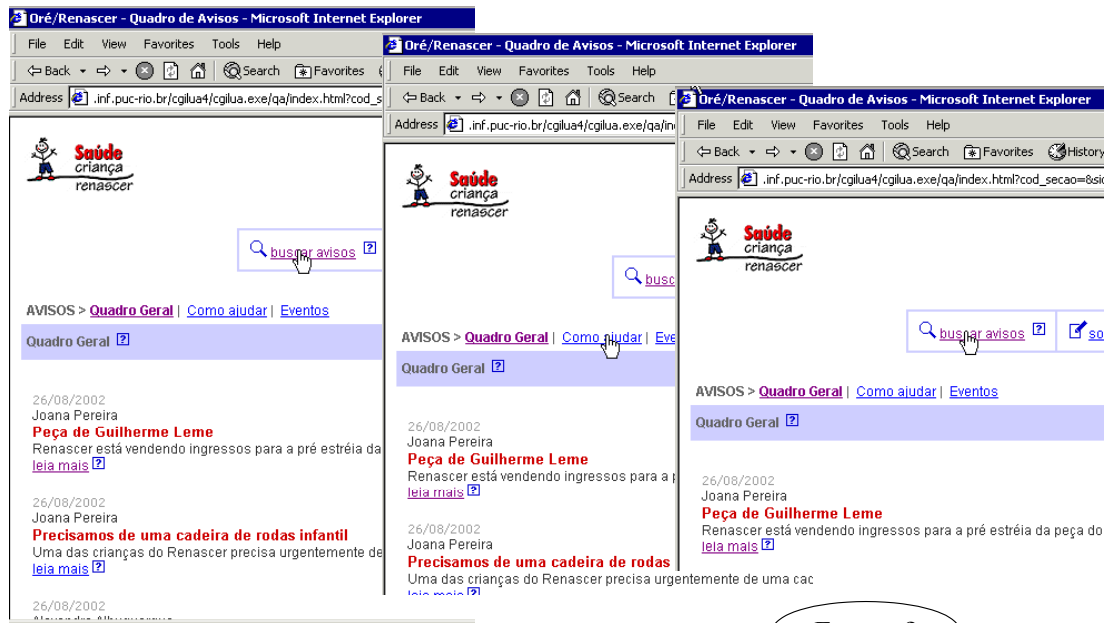 Oré/Renascer - Quadro de Avisos - Microsoft Internet Explorer
File Edit View Favorites Tools Help
Back Search Favorites
Address .inf.puc-rio.br/cgilua4/cgilua.exe/qa/index.html?cod_s
Saúde
criança
renascer
buscar avisos ?
AVISOS > Quadro Geral | Como ajudar | Eventos
Quadro Geral ?
26/08/2002
Joana Pereira
Peça de Guilherme Leme
Renascer está vendendo ingressos para a pré estréia da
leia mais ?
26/08/2002
Joana Pereira
Precisamos de uma cadeira de rodas infantil
Uma das crianças do Renascer precisa urgentemente de
leia mais ?
26/08/2002
Oré/Renascer - Quadro de Avisos - Microsoft Internet Explorer
File Edit View Favorites Tools Help
Back Search
Address .inf.puc-rio.br/cgilua4/cgilua.exe/qa/in
Saúde
criança
renascer
busc
AVISOS > Quadro Geral | Como ajudar | Eve
Quadro Geral ?
26/08/2002
Joana Pereira
Peça de Guilherme Leme
Renascer está vendendo ingressos para a p
leia mais ?
26/08/2002
Joana Pereira
Precisamos de uma cadeira de rodas
Uma das crianças do Renascer precisa urgentemente de uma cac
leia mais ?
Oré/Renascer - Quadro de Avisos - Microsoft Internet Explorer
File Edit View Favorites Tools Help
Back Search Favorites History
Address .inf.puc-rio.br/cgilua4/cgilua.exe/qa/index.html?cod_secao=8&sid
Saúde
criança
renascer
buscar avisos ? so
AVISOS > Quadro Geral | Como ajudar | Eventos
Quadro Geral ?
26/08/2002
Joana Pereira
Peça de Guilherme Leme
Renascer está vendendo ingressos para a pré estréia da peça do
leia mais ?